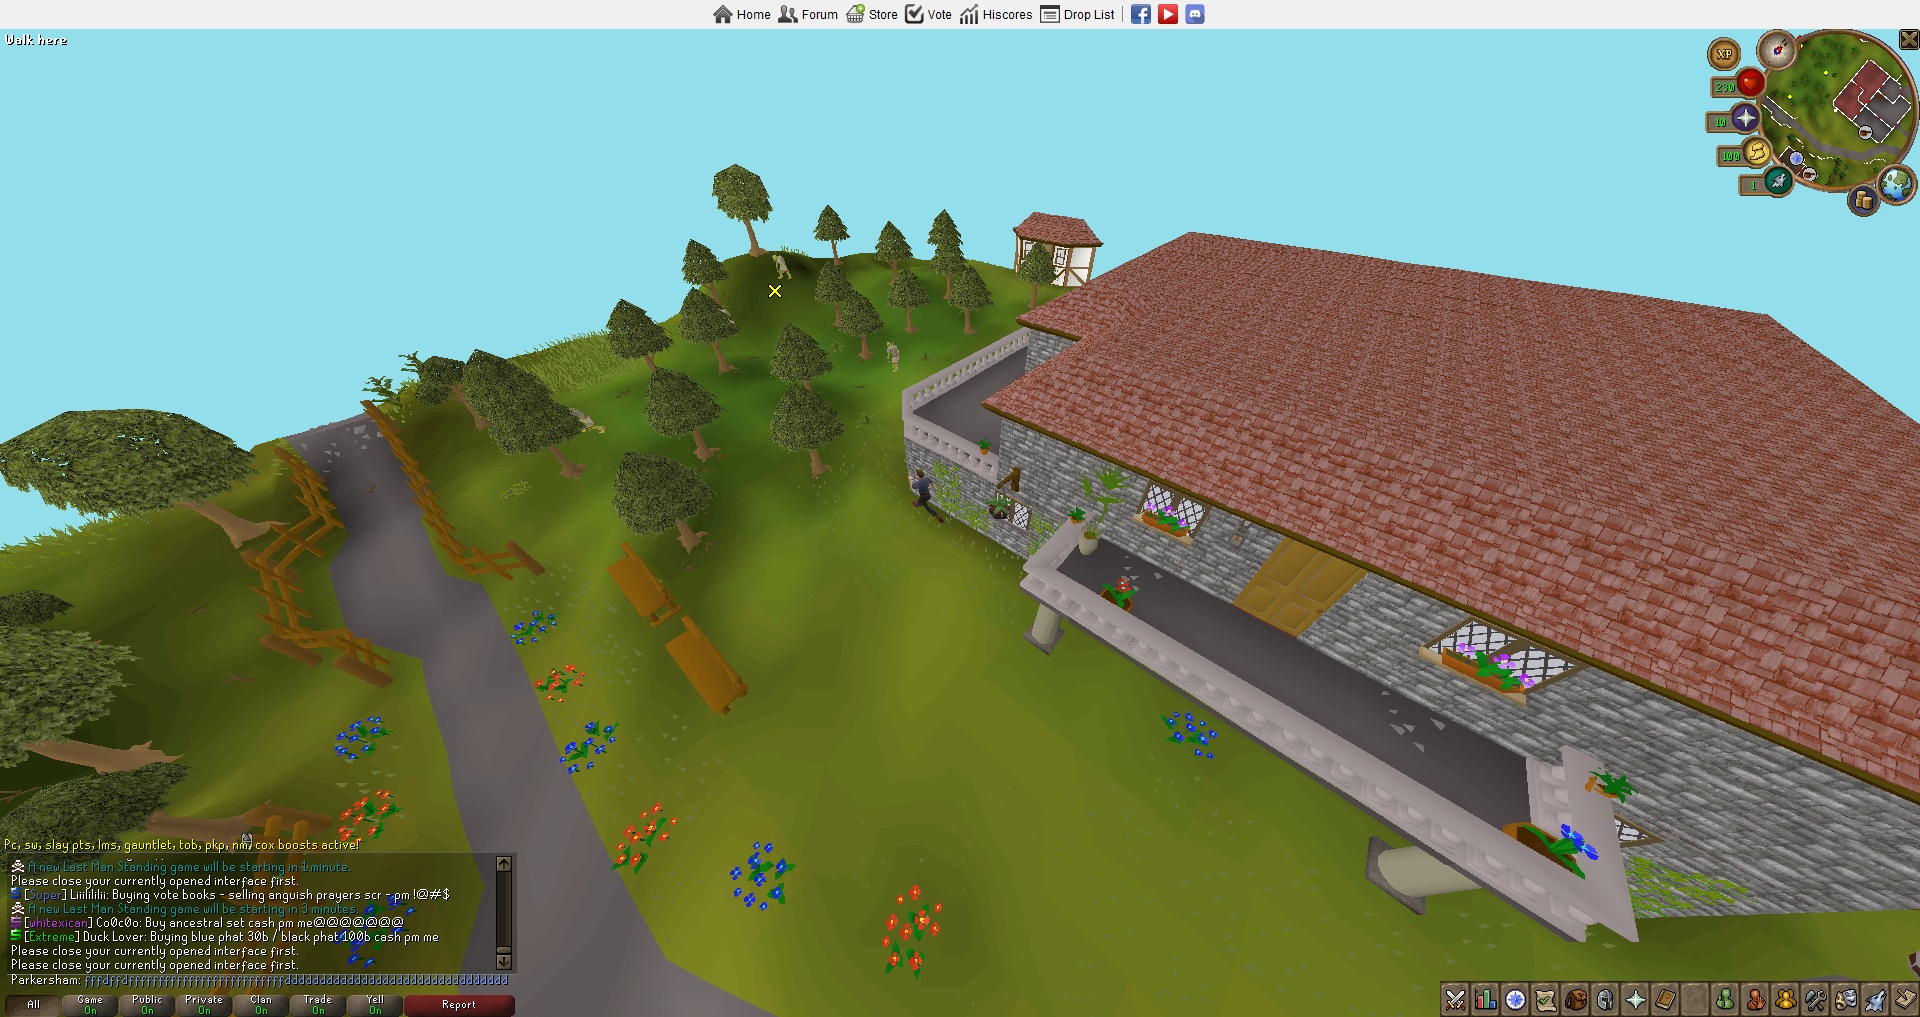 Home Forum Store Vote Hiscores Drop List
Walk here
XP
230
10
100
1
Pc, sw, slay pts, lms, gauntlet, tob, pkp, nm, cox boosts active!
A new Last Man Standing game will be starting in 1 minute.
Please close your currently opened interface first.
[Super] Liiilililii: Buying vote books - selling anguish prayers scr - pm !@#$
A new Last Man Standing game will be starting in 3 minutes.
[whitexican] Co0c0o: Buy ancestral set cash pm me@@@@@@@
[Extreme] Duck Lover: Buying blue phat 30b / black phat 100b cash pm me
Please close your currently opened interface first.
Please close your currently opened interface first.
Parkersham:
All Game On Public On Private On Clan On Trade On Yell On Report